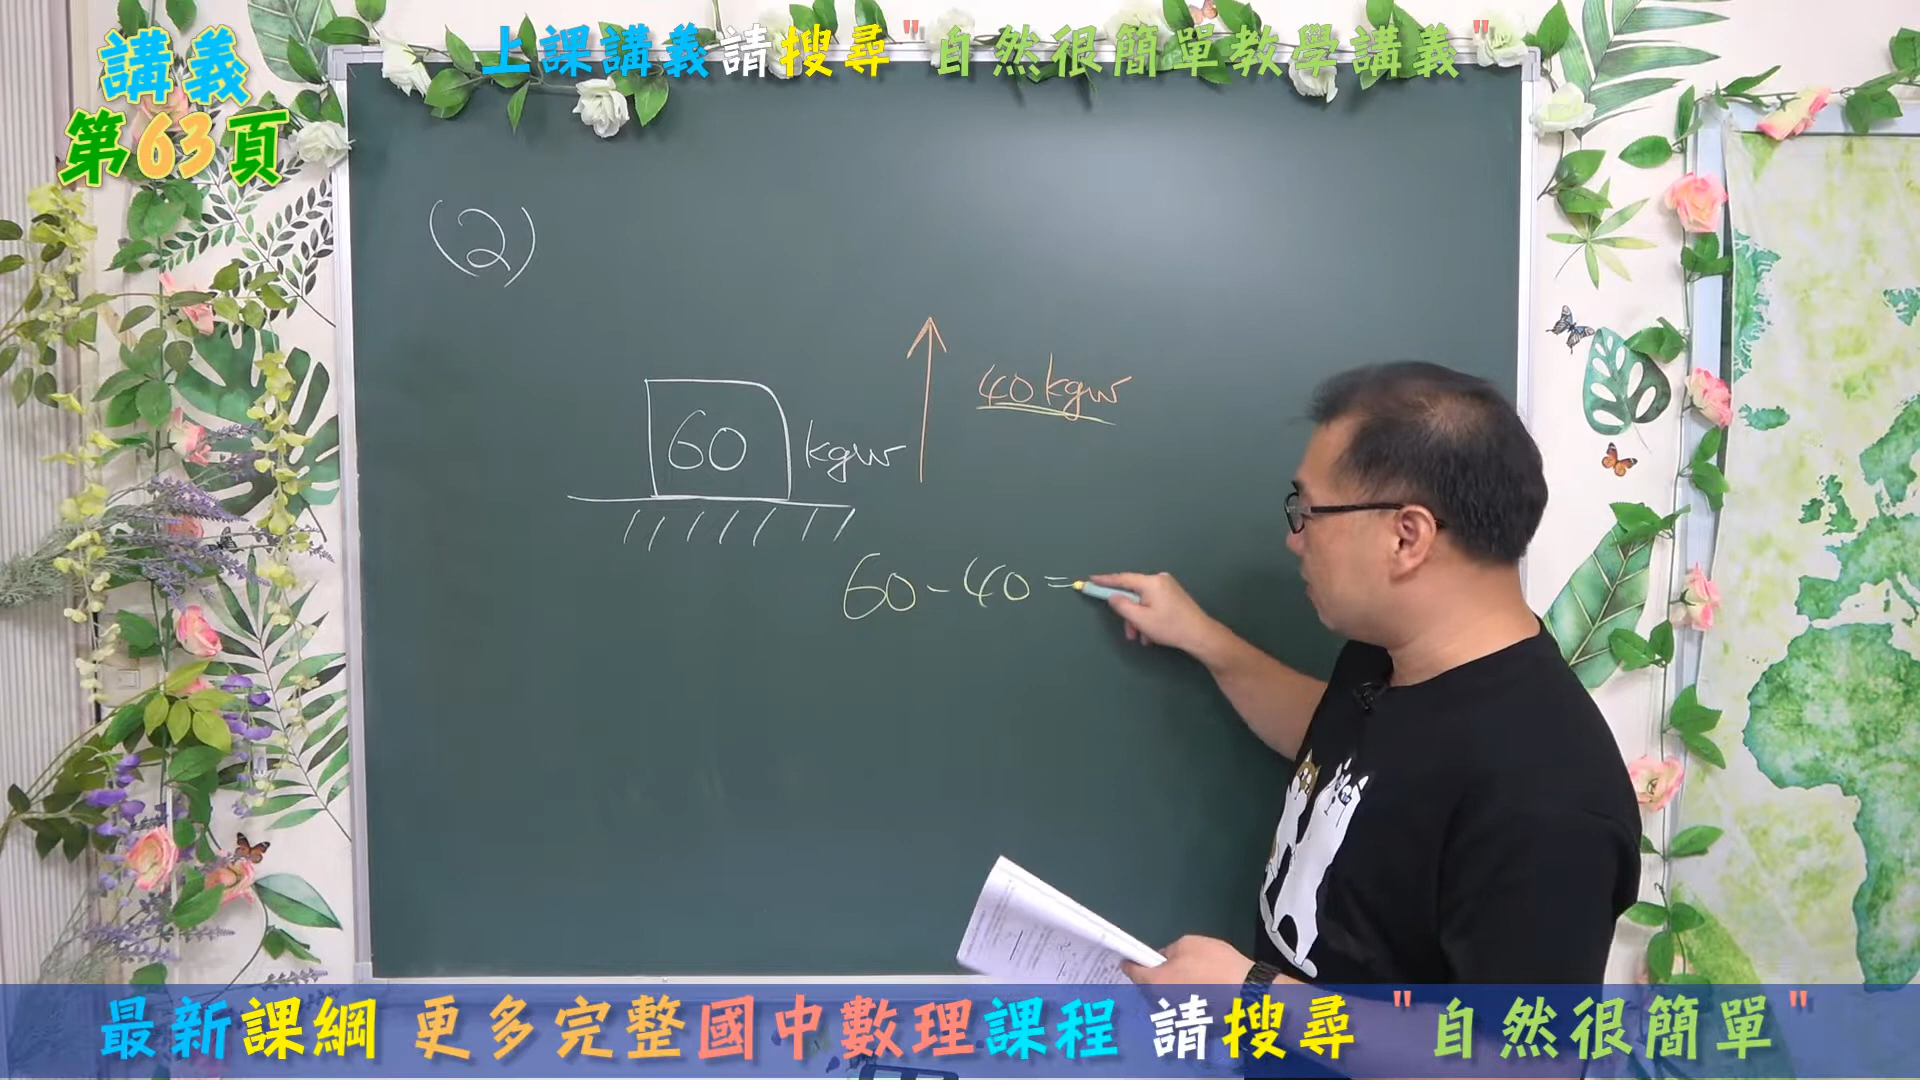 上課講義請搜尋"自然很簡單教學講義"
講義
第63頁
(2)
40kgw
60 kgw
60-40=
最新課綱 更多完整國中數理課程 請搜尋 "自然很簡單"